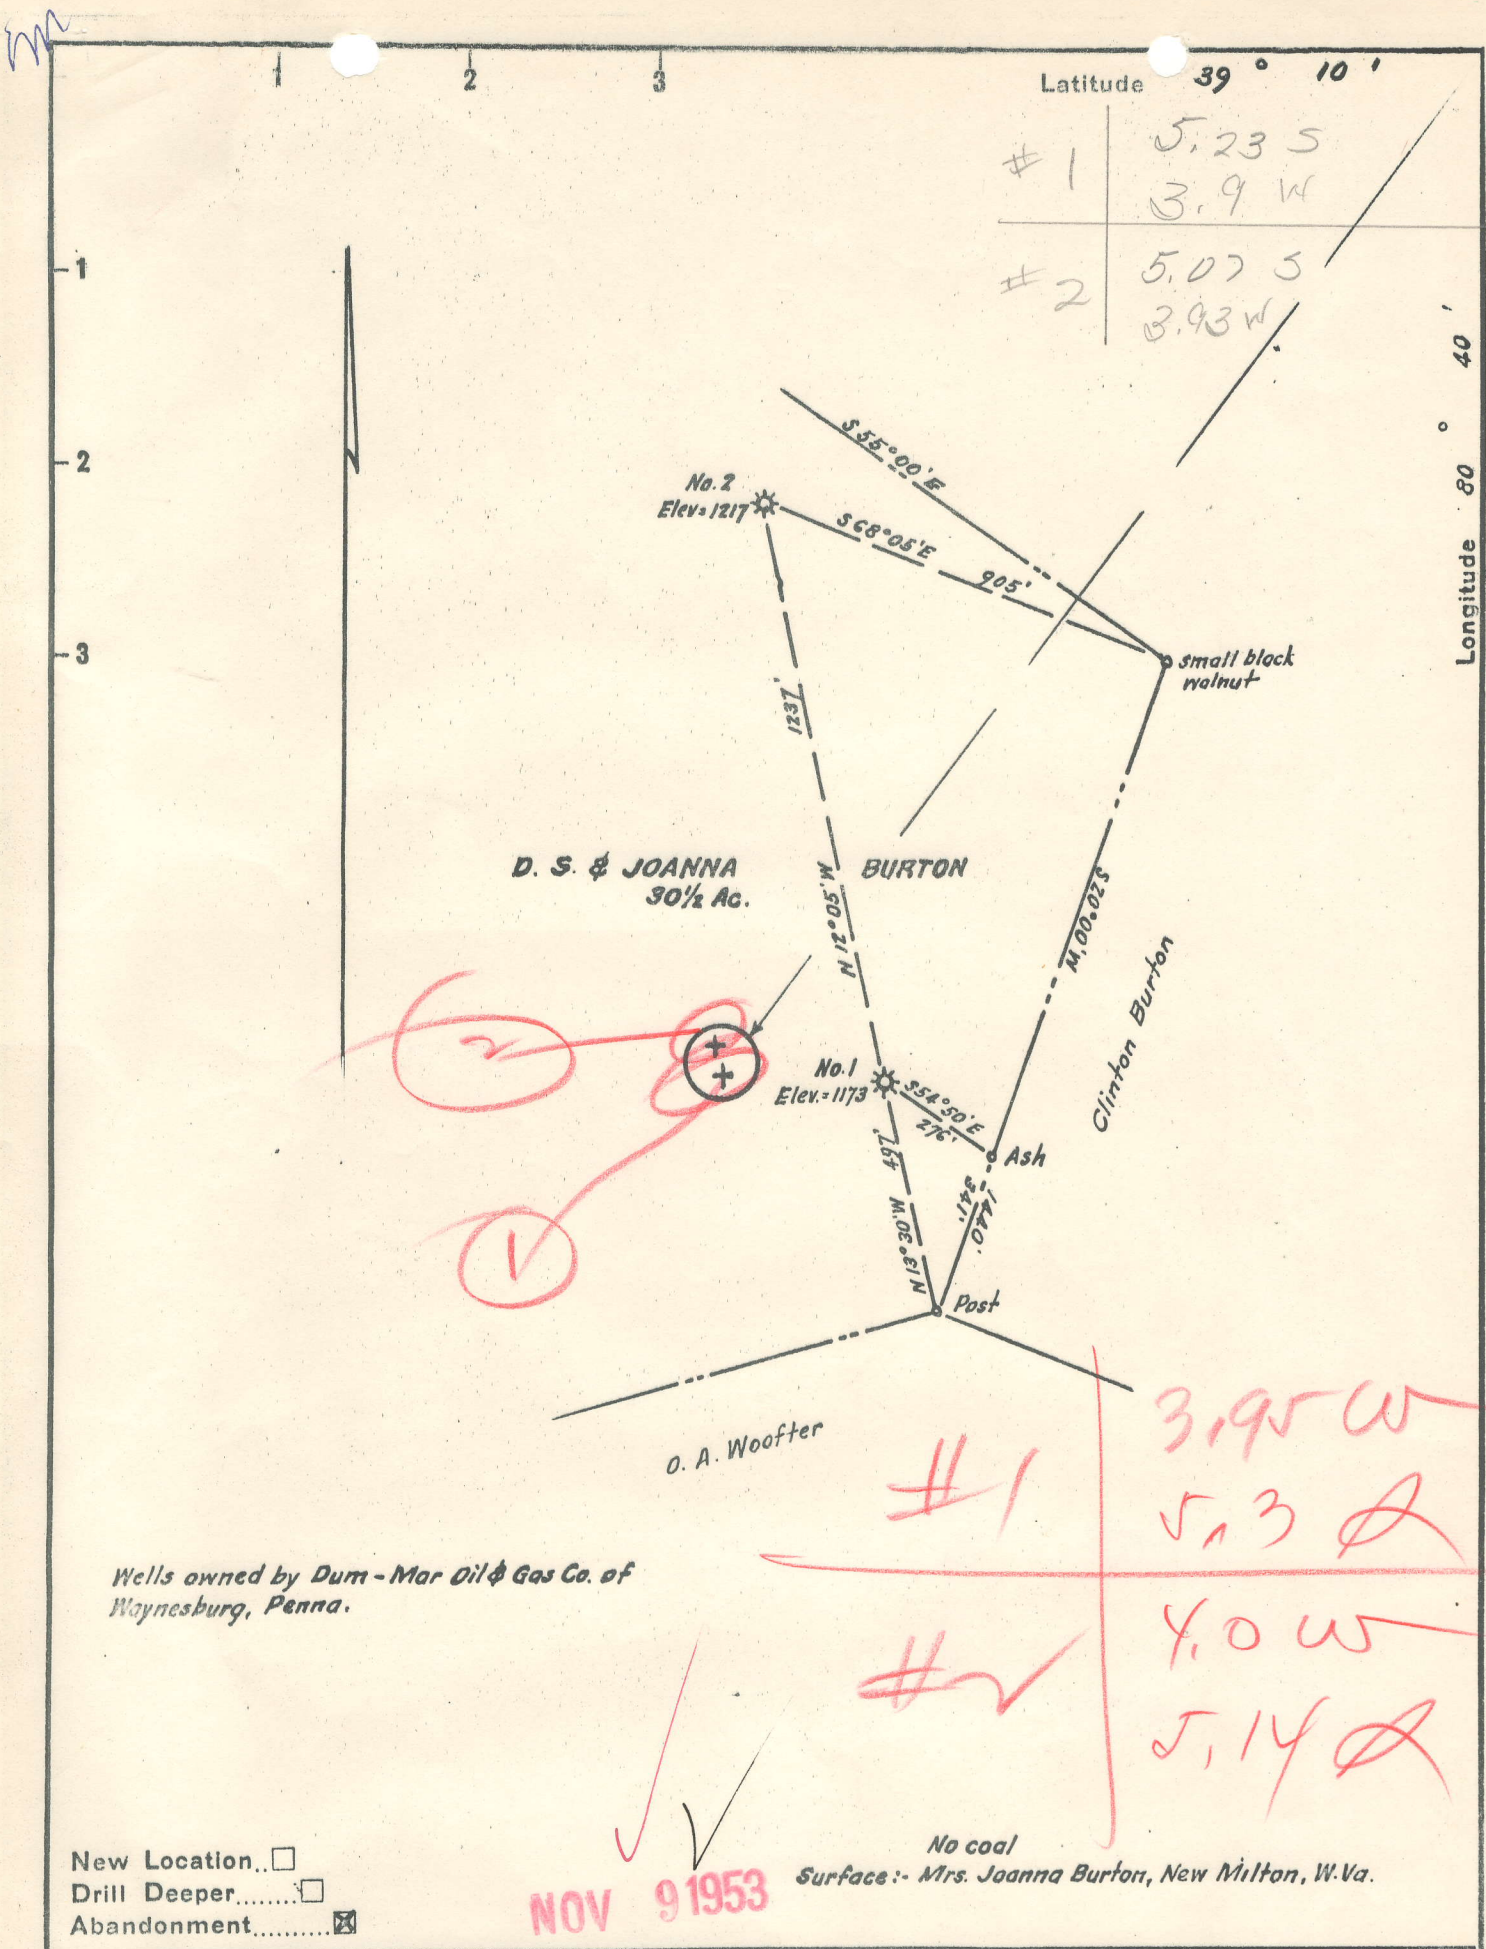 1 2 3
Latitude 39 ° 10 '
# 1 5.23 S
3.9 W
# 2 5.07 S
3.93 W
1
2
3
Longitude 80 ° 40 '
S 55°00' E
No. 2
Elev = 1217
S 68°05' E
905'
small black
walnut
1237'
D. S. & JOANNA BURTON
30½ Ac.
N 12°05' W.
S20°00' W
Clinton Burton
2
No. 1
Elev. = 1173
S54°50' E
276'
Ash
497'
341'
1440'
N 13°30' W.
1
Post
O. A. Woofter
#1 3.95 W
5.3 S
#2 4.0 W
5.14 S
Wells owned by Dum-Mar Oil & Gas Co. of
Waynesburg, Penna.
New Location..
Drill Deeper........
Abandonment..........
NOV 9 1953
No coal
Surface:- Mrs. Joanna Burton, New Milton, W.Va.